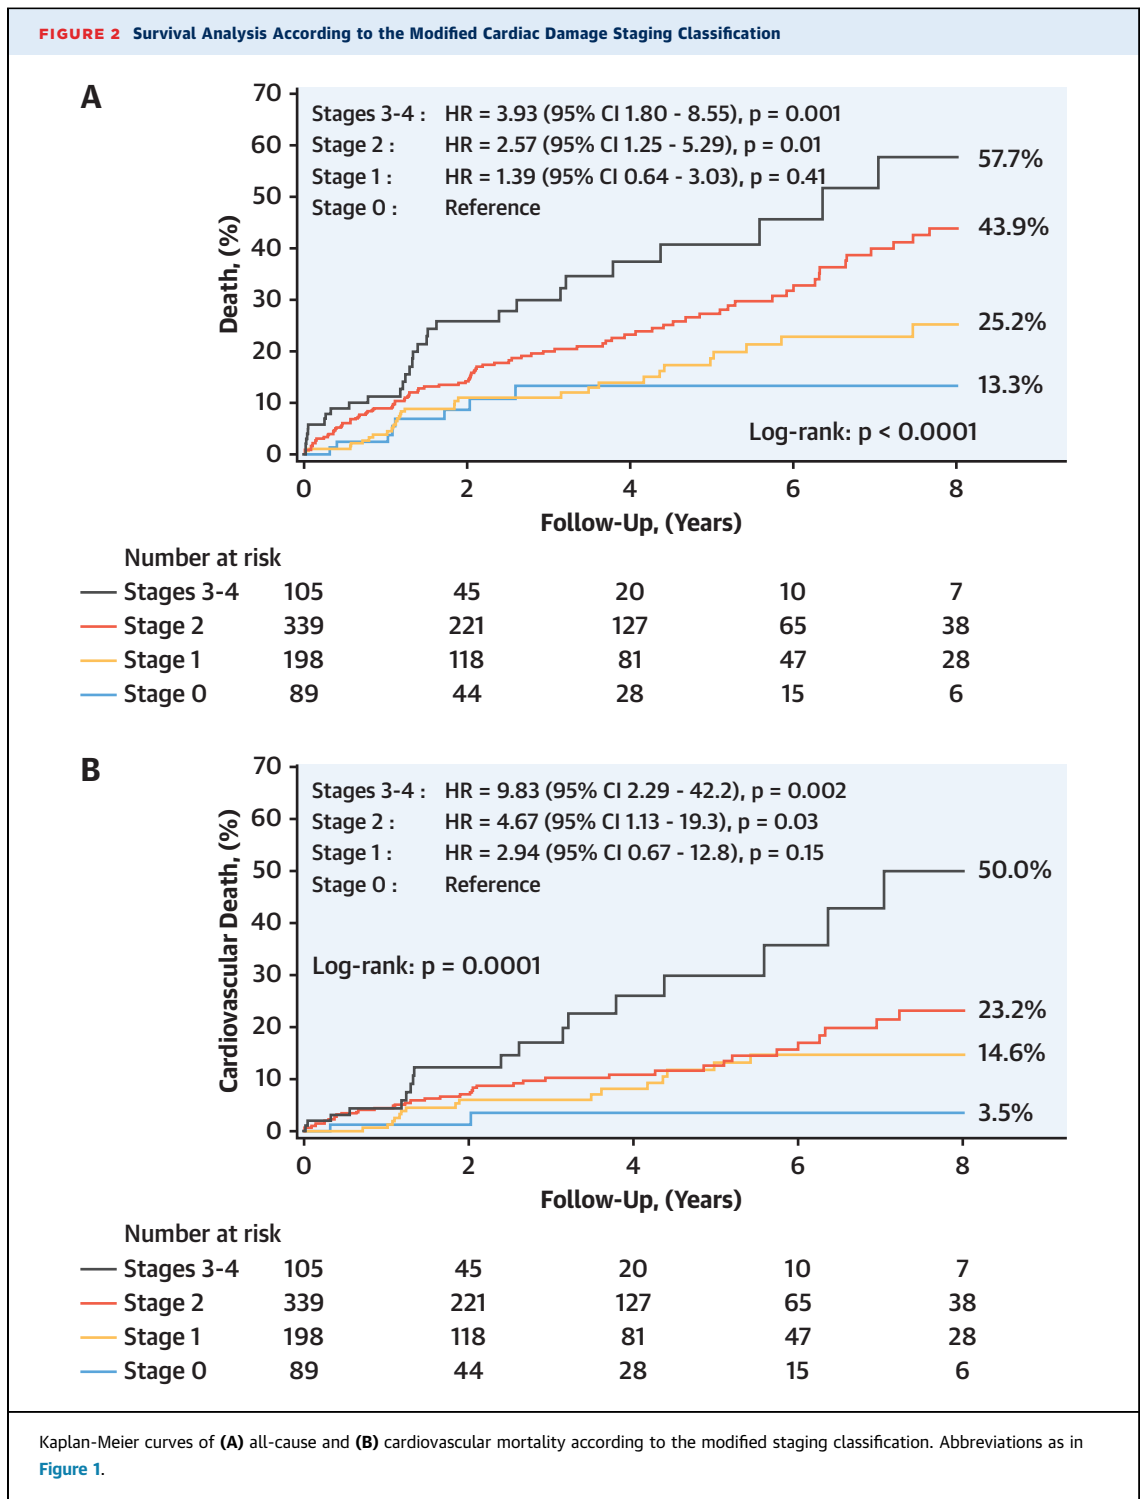 FIGURE 2 Survival Analysis According to the Modified Cardiac Damage Staging Classification
A
Death, (%)
70
60
50
40
30
20
10
0
Stages 3-4 : HR = 3.93 (95% CI 1.80 - 8.55), p = 0.001
Stage 2 : HR = 2.57 (95% CI 1.25 - 5.29), p = 0.01
Stage 1 : HR = 1.39 (95% CI 0.64 - 3.03), p = 0.41
Stage 0 : Reference
57.7%
43.9%
25.2%
13.3%
Log-rank: p < 0.0001
0 2 4 6 8
Follow-Up, (Years)
Number at risk
Stages 3-4 105 45 20 10 7
Stage 2 339 221 127 65 38
Stage 1 198 118 81 47 28
Stage 0 89 44 28 15 6
B
Cardiovascular Death, (%)
70
60
50
40
30
20
10
0
Stages 3-4 : HR = 9.83 (95% CI 2.29 - 42.2), p = 0.002
Stage 2 : HR = 4.67 (95% CI 1.13 - 19.3), p = 0.03
Stage 1 : HR = 2.94 (95% CI 0.67 - 12.8), p = 0.15
Stage 0 : Reference
Log-rank: p = 0.0001
50.0%
23.2%
14.6%
3.5%
0 2 4 6 8
Follow-Up, (Years)
Number at risk
Stages 3-4 105 45 20 10 7
Stage 2 339 221 127 65 38
Stage 1 198 118 81 47 28
Stage 0 89 44 28 15 6
Kaplan-Meier curves of (A) all-cause and (B) cardiovascular mortality according to the modified staging classification. Abbreviations as in
Figure 1.